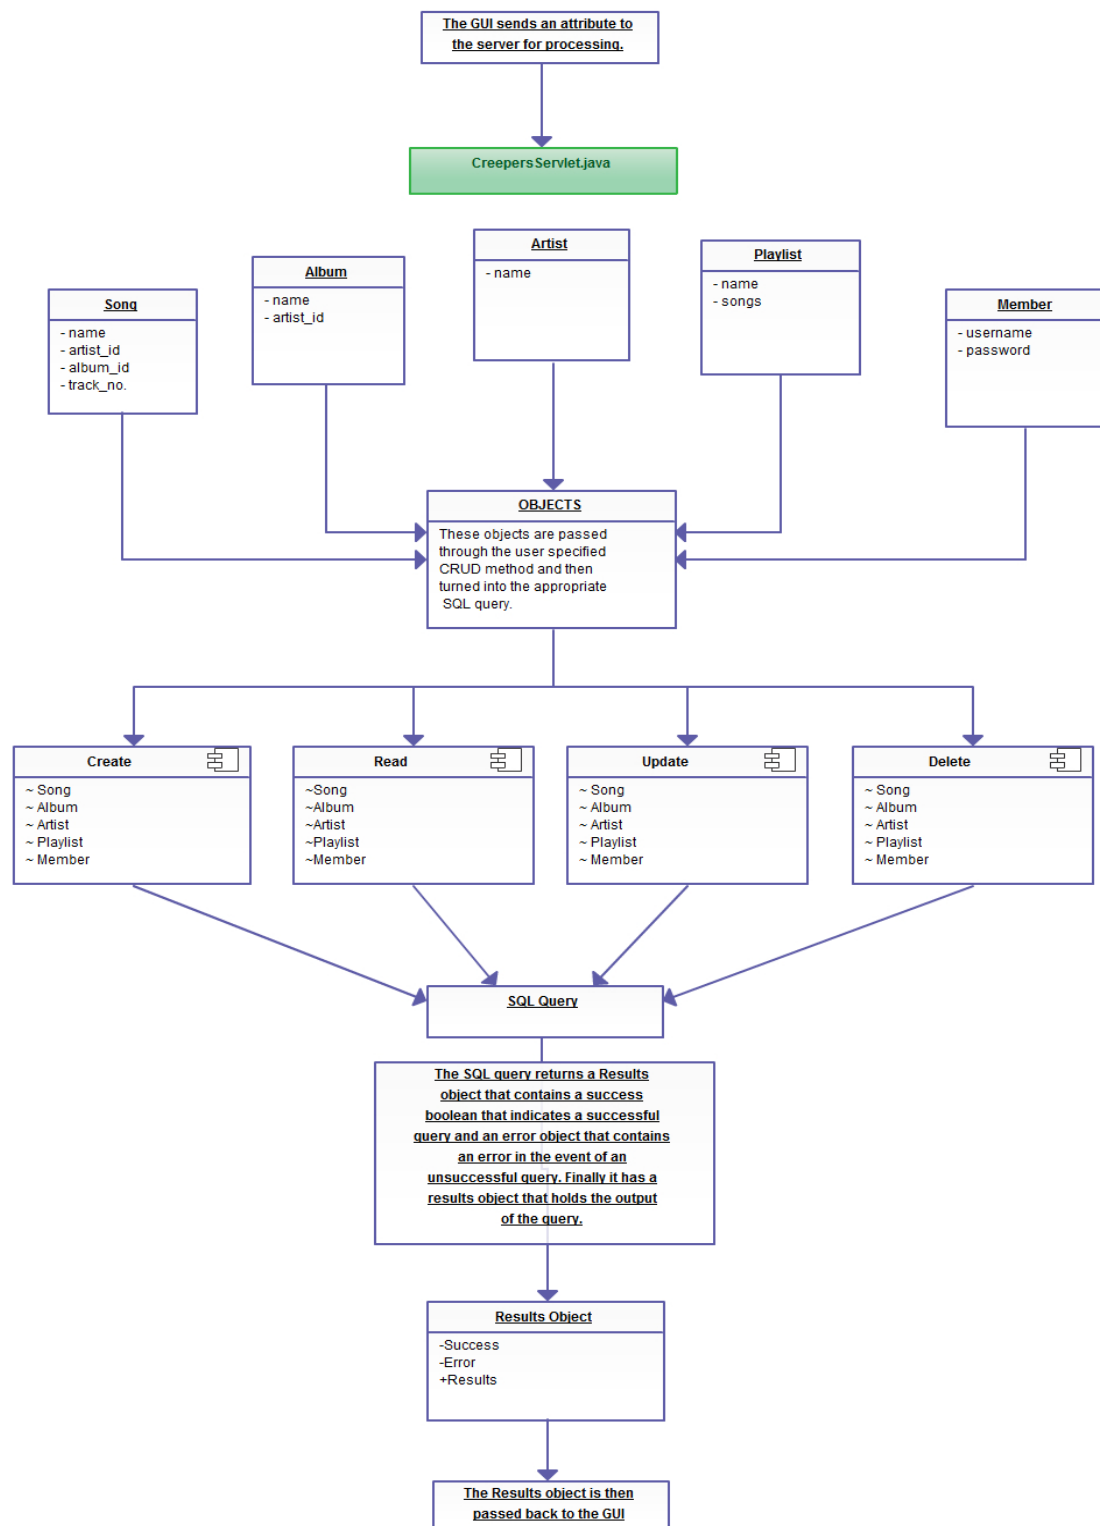 The GUI sends an attribute to
the server for processing.
CreepersServlet.java
Song
- name
- artist_id
- album_id
- track_no.
Album
- name
- artist_id
Artist
- name
Playlist
- name
- songs
Member
- username
- password
OBJECTS
These objects are passed
through the user specified
CRUD method and then
turned into the appropriate
SQL query.
Create
~ Song
~ Album
~ Artist
~ Playlist
~ Member
Read
~Song
~Album
~Artist
~Playlist
~Member
Update
~ Song
~ Album
~ Artist
~ Playlist
~ Member
Delete
~ Song
~ Album
~ Artist
~ Playlist
~ Member
SQL Query
The SQL query returns a Results
object that contains a success
boolean that indicates a successful
query and an error object that contains
an error in the event of an
unsuccessful query. Finally it has a
results object that holds the output
of the query.
Results Object
-Success
-Error
+Results
The Results object is then
passed back to the GUI